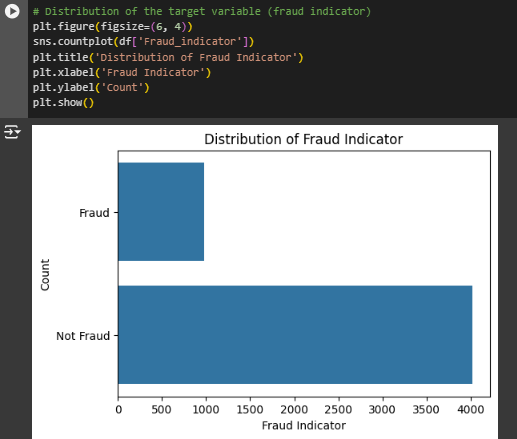 # Distribution of the target variable (fraud indicator)
plt.figure(figsize=(6, 4))
sns.countplot(df['Fraud_indicator'])
plt.title('Distribution of Fraud Indicator')
plt.xlabel('Fraud Indicator')
plt.ylabel('Count')
plt.show()
Distribution of Fraud Indicator
Fraud
Count
Not Fraud
0 500 1000 1500 2000 2500 3000 3500 4000
Fraud Indicator